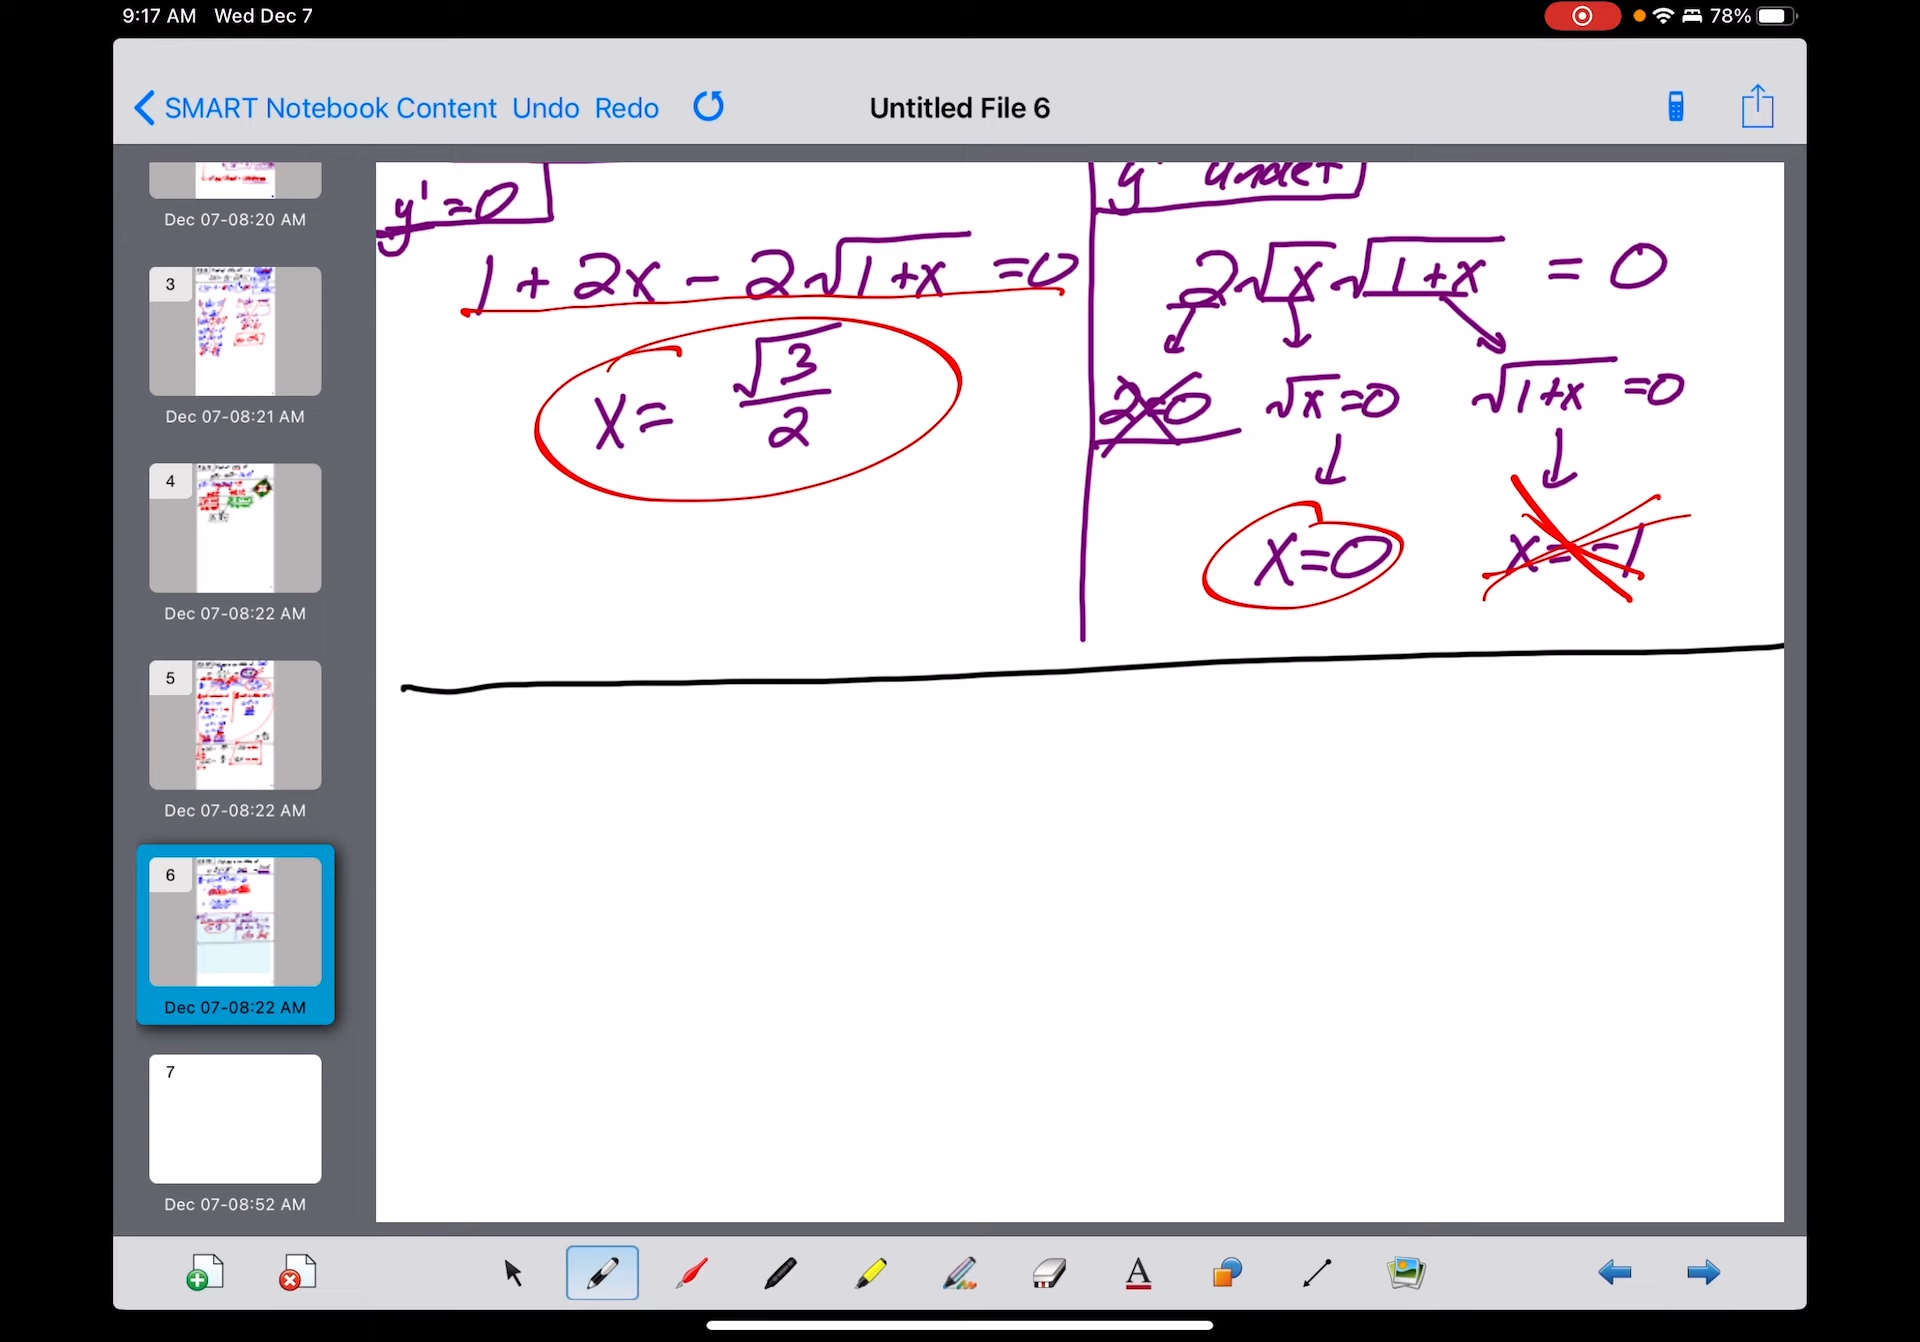 9:17 AM Wed Dec 7
78%
SMART Notebook Content Undo Redo
Untitled File 6
Dec 07-08:20 AM
3
Dec 07-08:21 AM
4
Dec 07-08:22 AM
5
Dec 07-08:22 AM
6
Dec 07-08:22 AM
7
Dec 07-08:52 AM
y' = 0
1 + 2x - 2√(1+x) = 0
x = √3/2
y undef
2√x√(1+x) = 0
2=0 √x=0 √(1+x)=0
x=0 x=-1
A